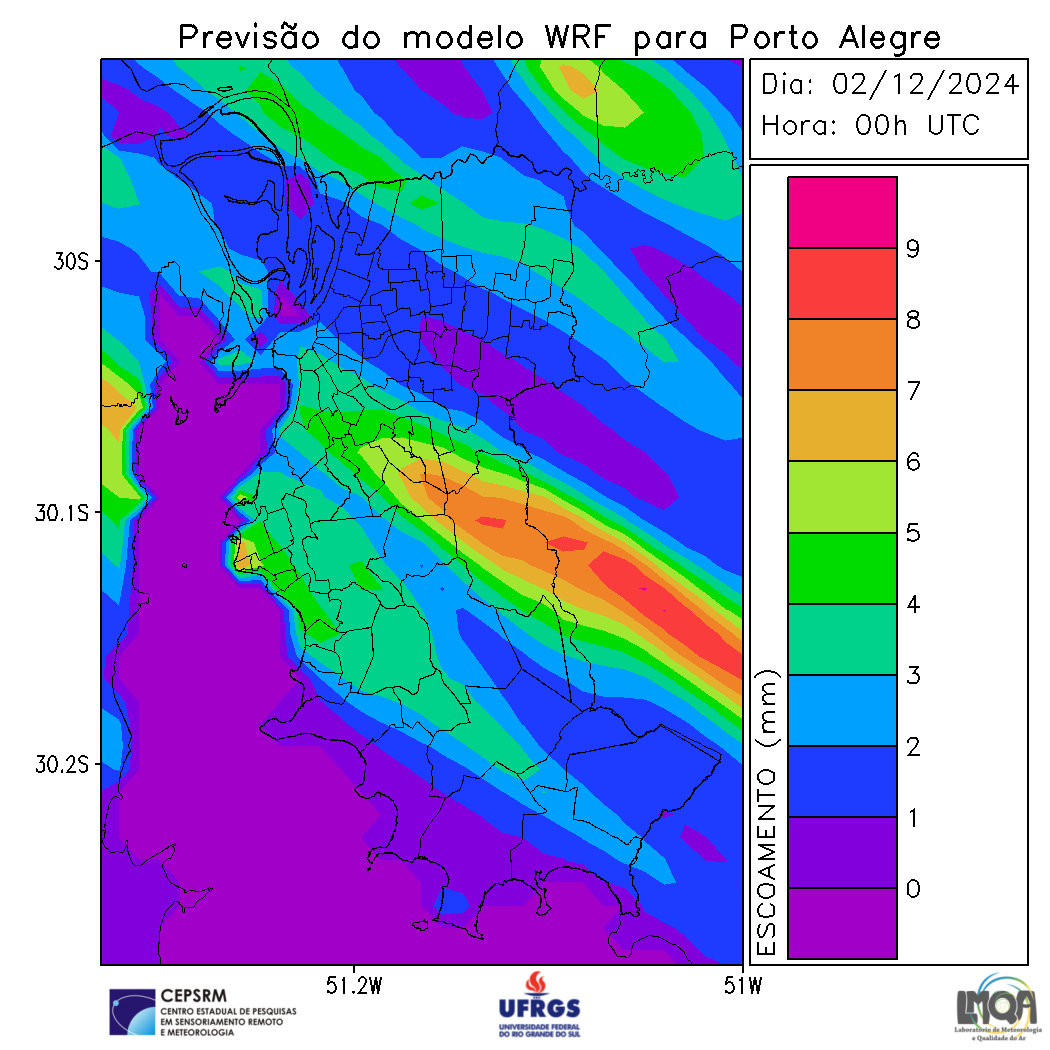 Previsão do modelo WRF para Porto Alegre
Dia: 02/12/2024
Hora: 00h UTC
9
8
7
6
5
4
3
2
1
0
ESCOAMENTO (mm)
30S
30.1S
30.2S
51.2W
51W
CEPSRM
CENTRO ESTADUAL DE PESQUISAS
EM SENSORIAMENTO REMOTO
E METEOROLOGIA
UFRGS
UNIVERSIDADE FEDERAL
DO RIO GRANDE DO SUL
LMQA
Laboratório de Meteorologia
e Qualidade do Ar